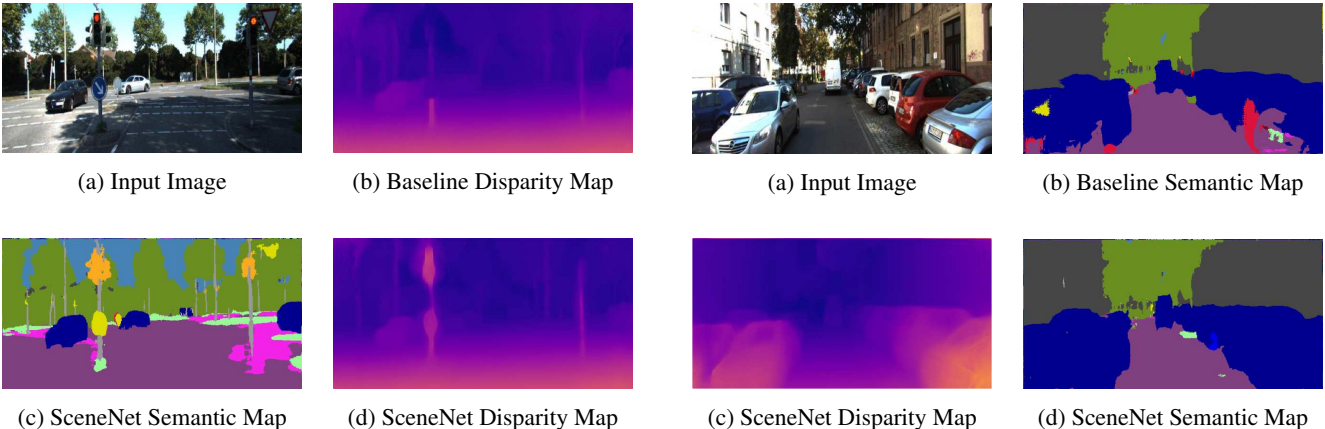 (a) Input Image
(b) Baseline Disparity Map
(a) Input Image
(b) Baseline Semantic Map
(c) SceneNet Semantic Map
(d) SceneNet Disparity Map
(c) SceneNet Disparity Map
(d) SceneNet Semantic Map